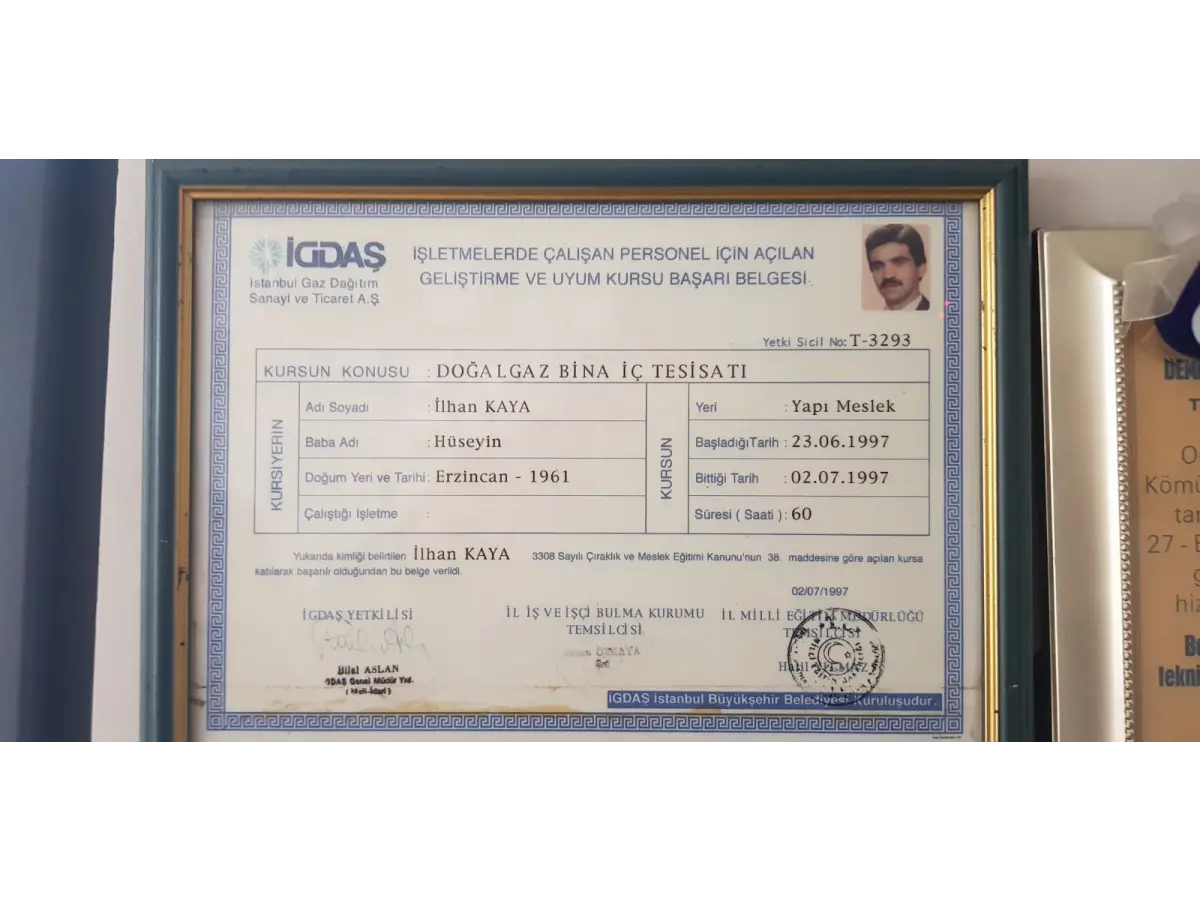 İGDAŞ
İstanbul Gaz Dağıtım
Sanayi ve Ticaret A.Ş.
İŞLETMELERDE ÇALIŞAN PERSONEL İÇİN AÇILAN
GELİŞTİRME VE UYUM KURSU BAŞARI BELGESİ.
Yetki Sicil No: T-3293
KURSUN KONUSU : DOĞALGAZ BİNA İÇ TESİSATI
KURSİYERİN
Adı Soyadı : İlhan KAYA
Baba Adı : Hüseyin
Doğum Yeri ve Tarihi: Erzincan - 1961
Çalıştığı İşletme :
KURSUN
Yeri : Yapı Meslek
Başladığı Tarih : 23.06.1997
Bittiği Tarih : 02.07.1997
Süresi ( Saati ) : 60
Yukarıda kimliği belirtilen İlhan KAYA 3308 Sayılı Çıraklık ve Meslek Eğitimi Kanunu'nun 38. maddesine göre açılan kursa
katılarak başarılı olduğundan bu belge verildi.
02/07/1997
İGDAŞ YETKİLİSİ
Bilal ASLAN
İGDAŞ Genel Müdür Yrd.
( Mali-İdari )
İL İŞ VE İŞÇİ BULMA KURUMU
TEMSİLCİSİ
İL MİLLİ EĞİTİM MÜDÜRLÜĞÜ
TEMSİLCİSİ
Halil YILMAZ
İGDAŞ İstanbul Büyükşehir Belediyesi Kuruluşudur.
27 -